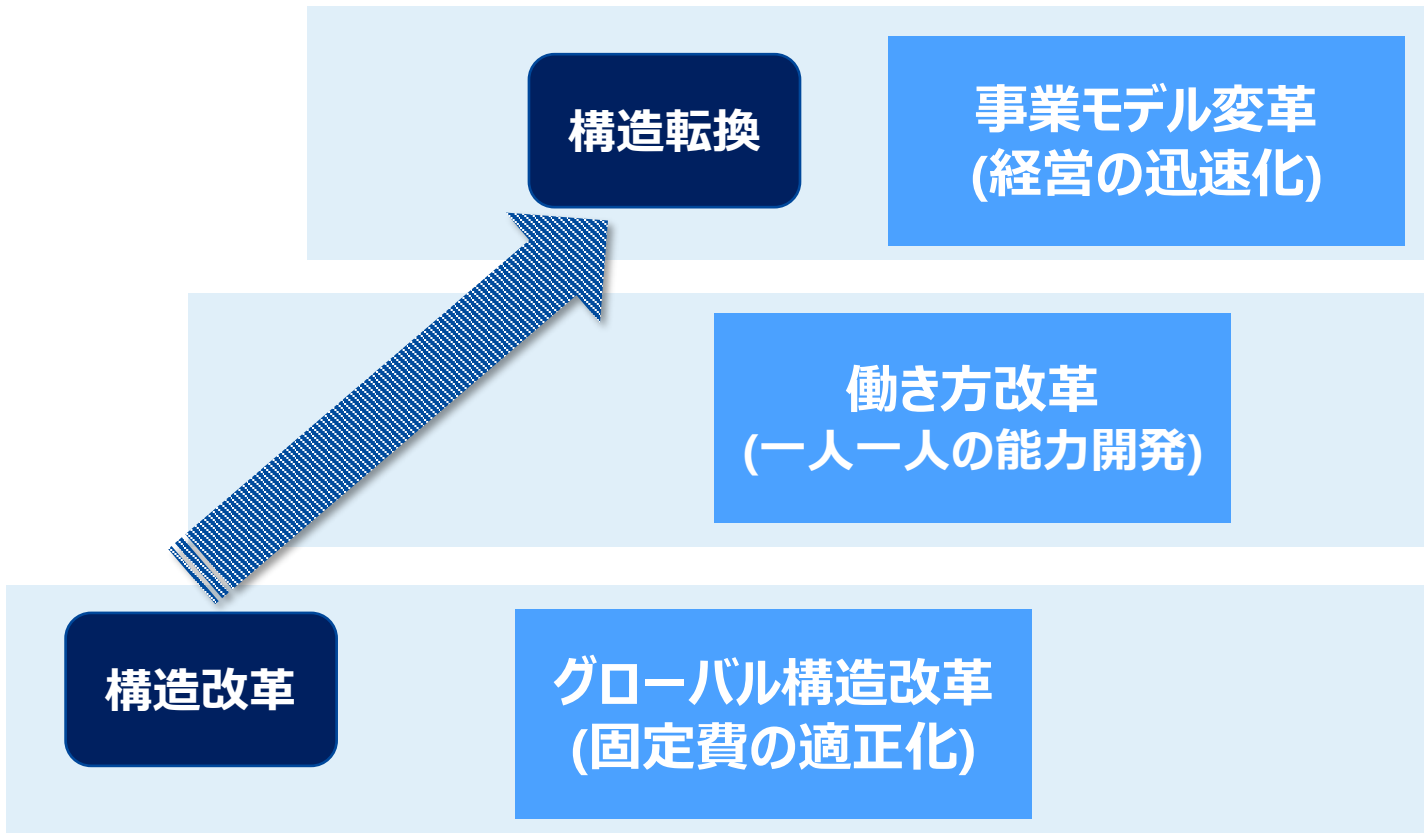 構造転換
事業モデル変革
(経営の迅速化)
働き方改革
(一人一人の能力開発)
構造改革
グローバル構造改革
(固定費の適正化)